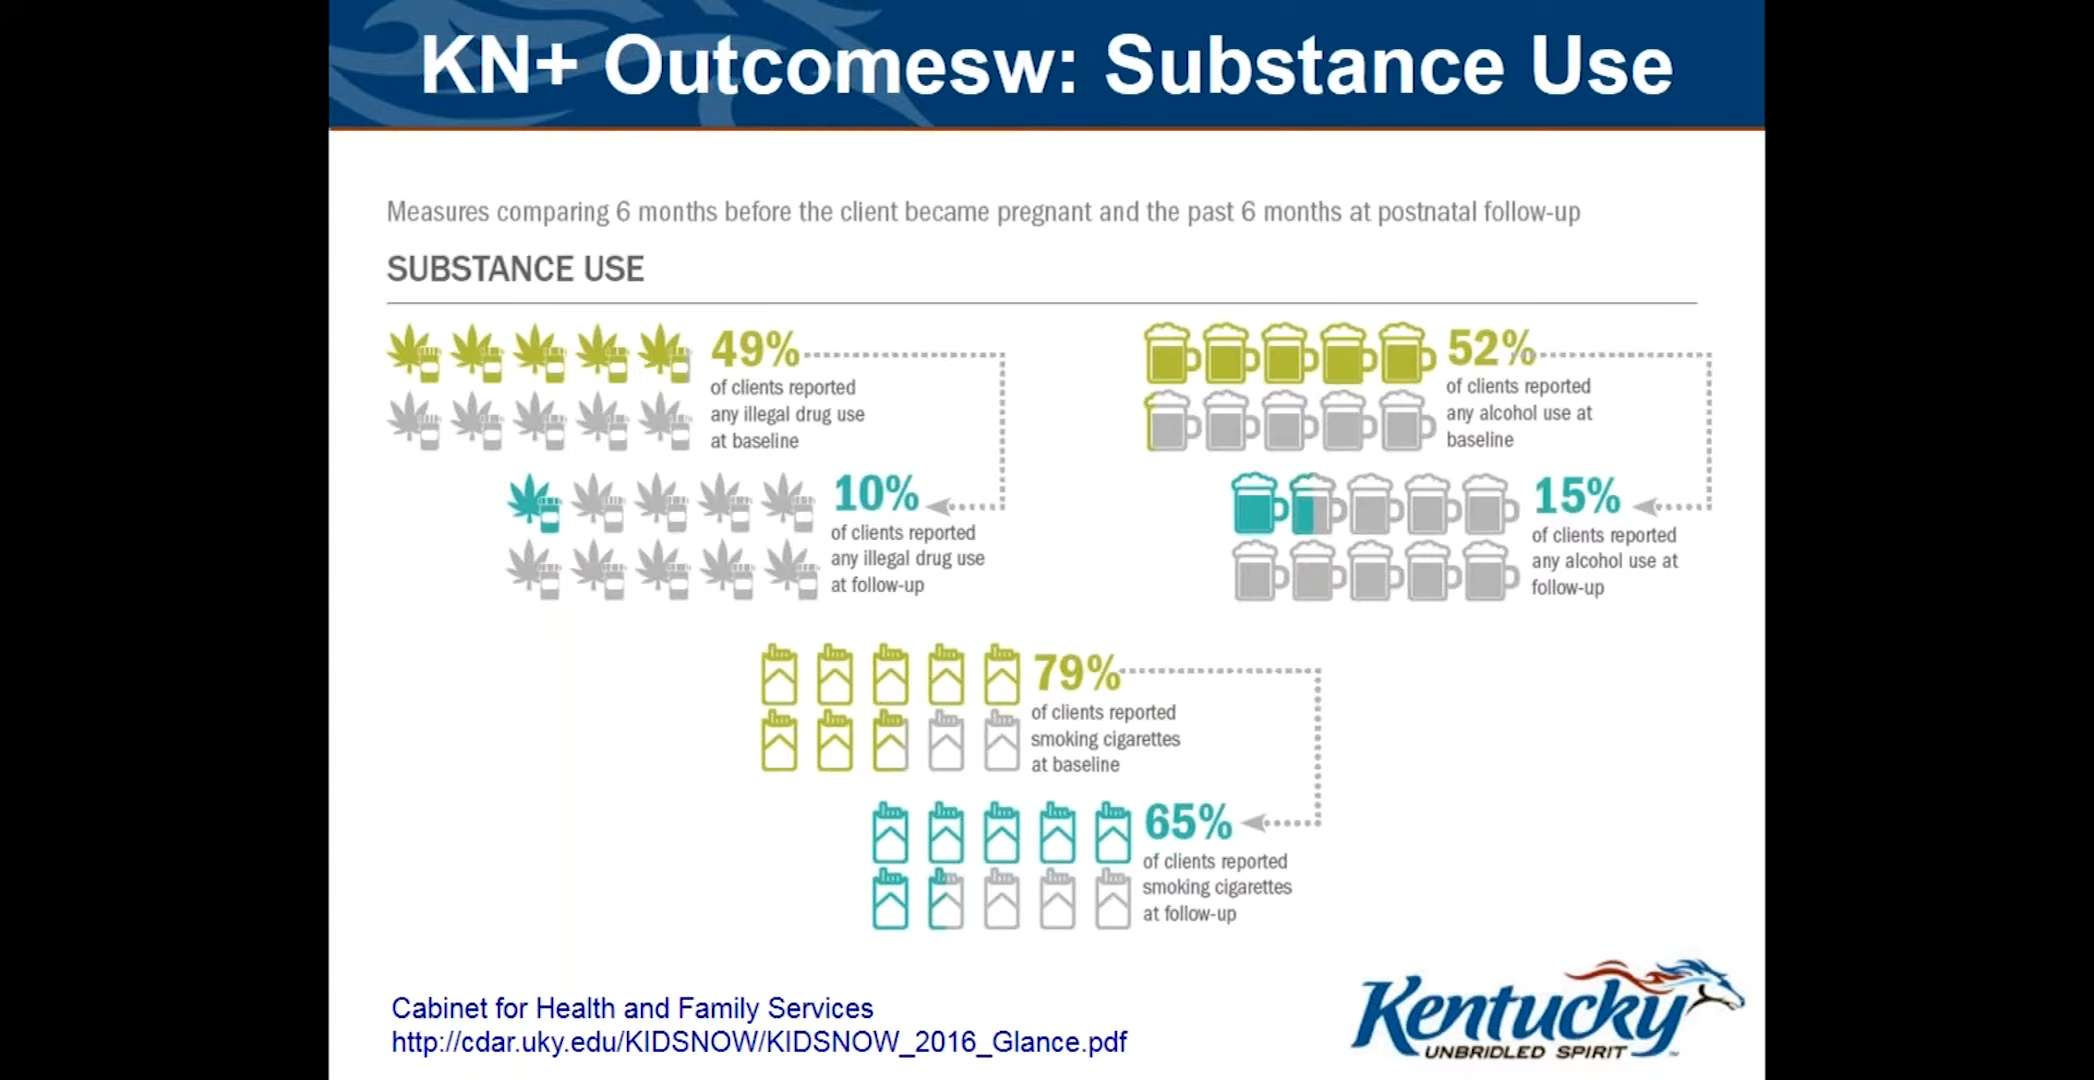 KN+ Outcomesw: Substance Use
Measures comparing 6 months before the client became pregnant and the past 6 months at postnatal follow-up
SUBSTANCE USE
49%
of clients reported
any illegal drug use
at baseline
10%
of clients reported
any illegal drug use
at follow-up
52%
of clients reported
any alcohol use at
baseline
15%
of clients reported
any alcohol use at
follow-up
79%
of clients reported
smoking cigarettes
at baseline
65%
of clients reported
smoking cigarettes
at follow-up
Cabinet for Health and Family Services
http://cdar.uky.edu/KIDSNOW/KIDSNOW_2016_Glance.pdf
Kentucky
UNBRIDLED SPIRIT™